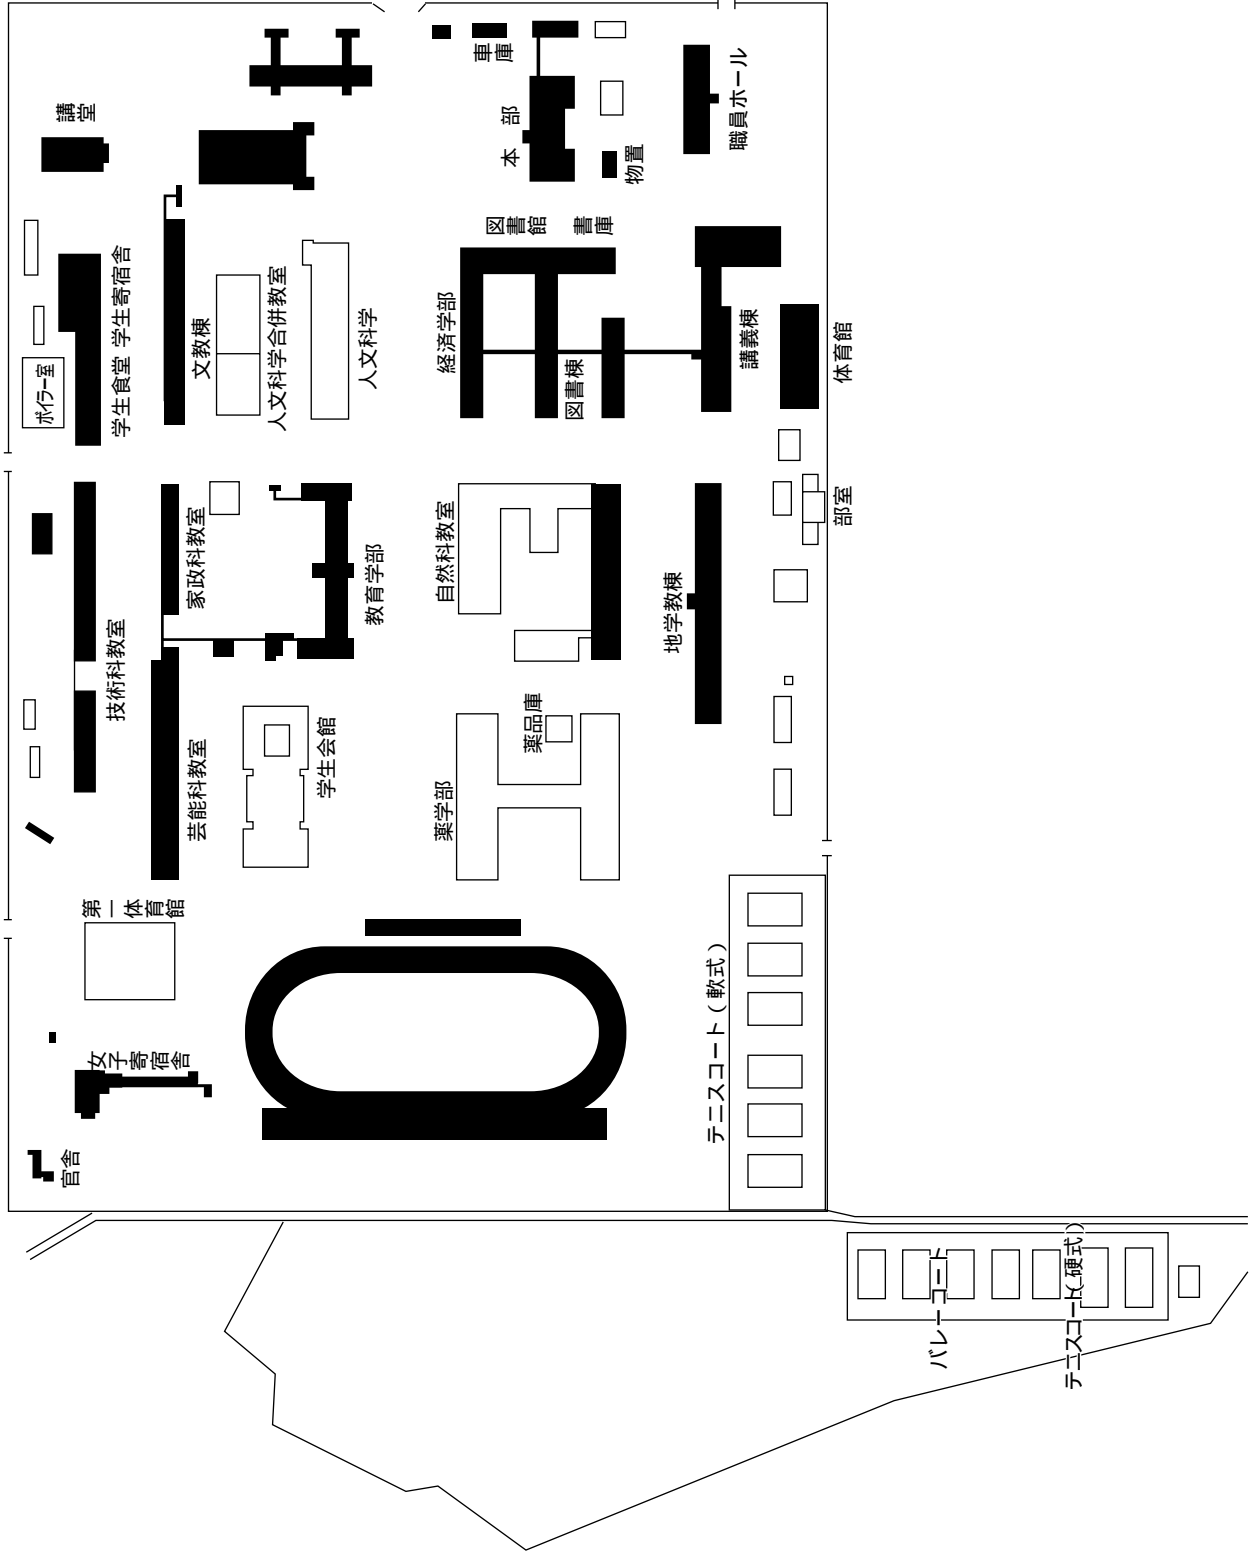 車庫
講堂
本部
職員ホール
物置
図書館
書庫
学生寄宿舎
学生食堂
ボイラー室
文教棟
人文科学合併教室
人文科学
経済学部
図書棟
講義棟
体育館
家政科教室
教育学部
自然科教室
地学教棟
部室
技術科教室
芸能科教室
学生会館
薬品庫
薬学部
第一体育館
女子寄宿舎
官舎
テニスコート(軟式)
バレーコート
テニスコート(硬式)